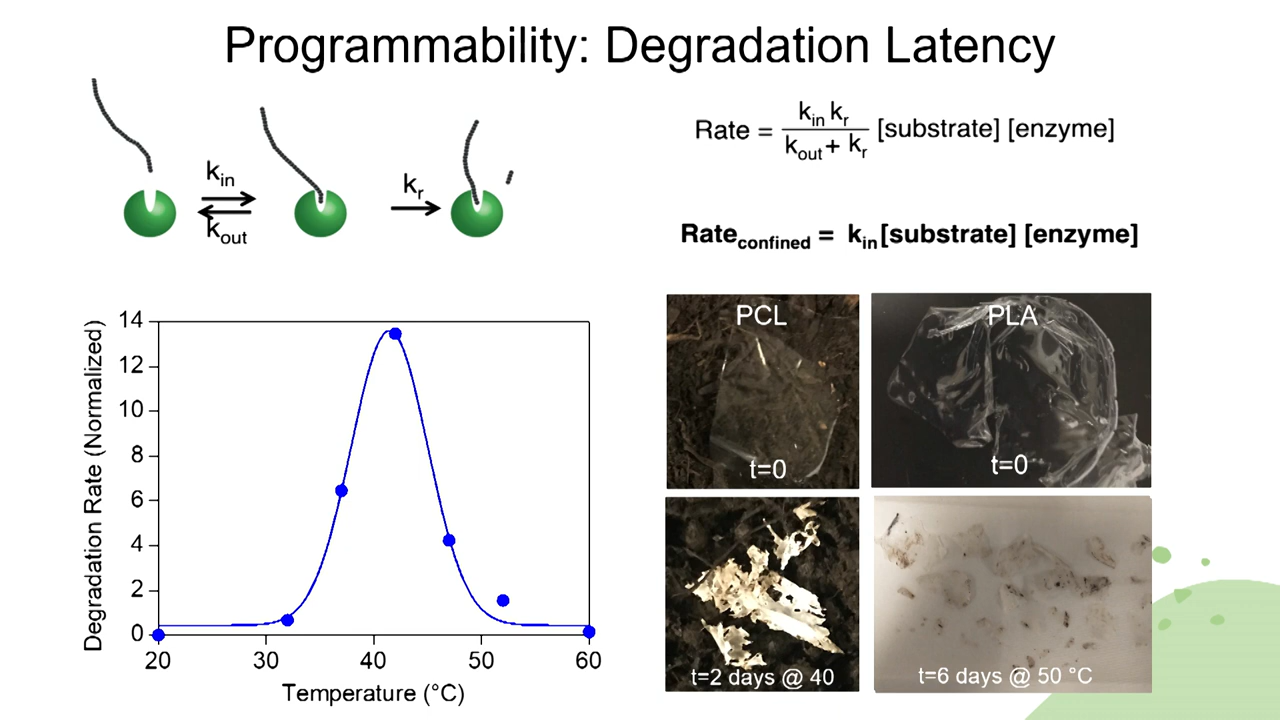 Programmability: Degradation Latency
k_in
k_out
k_r
Rate = k_in k_r / k_out + k_r [substrate] [enzyme]
Rate_confined = k_in [substrate] [enzyme]
Degradation Rate (Normalized)
14
12
10
8
6
4
2
0
20 30 40 50 60
Temperature (°C)
PCL
t=0
PLA
t=0
t=2 days @ 40
t=6 days @ 50 °C